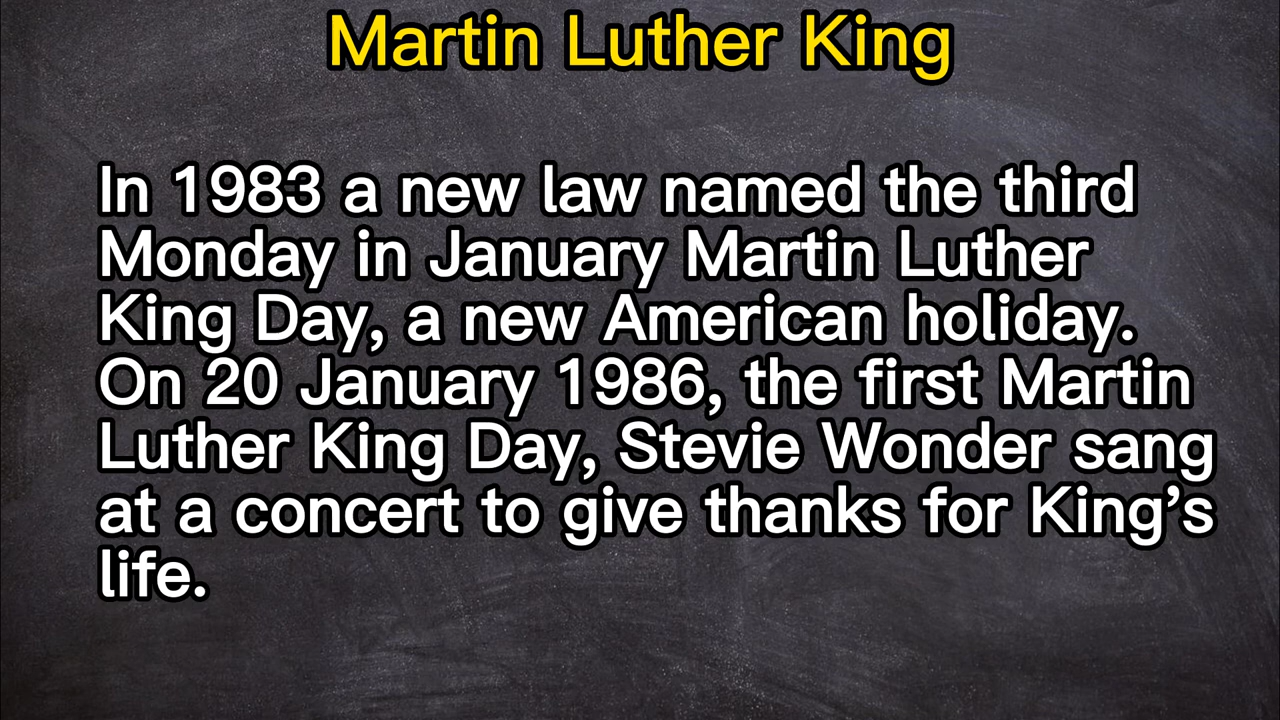 Martin Luther King
In 1983 a new law named the third
Monday in January Martin Luther
King Day, a new American holiday.
On 20 January 1986, the first Martin
Luther King Day, Stevie Wonder sang
at a concert to give thanks for King’s
life.